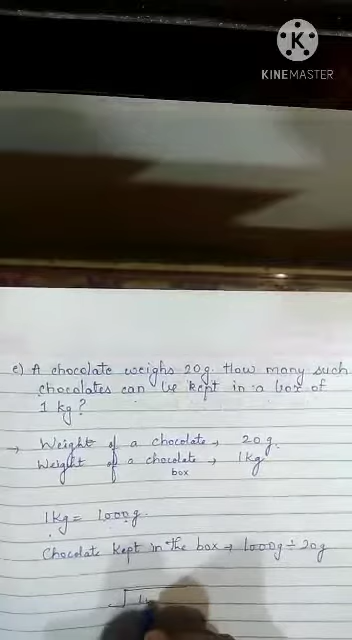 K
KINEMASTER
e) A chocolate weighs 20g. How many such
chocolates can be kept in a box of
1 kg?
→ Weight of a chocolate → 20g.
Weight of a chocolate → 1kg
box
1kg = 1000g.
Chocolate kept in the box → 1000g ÷ 20g